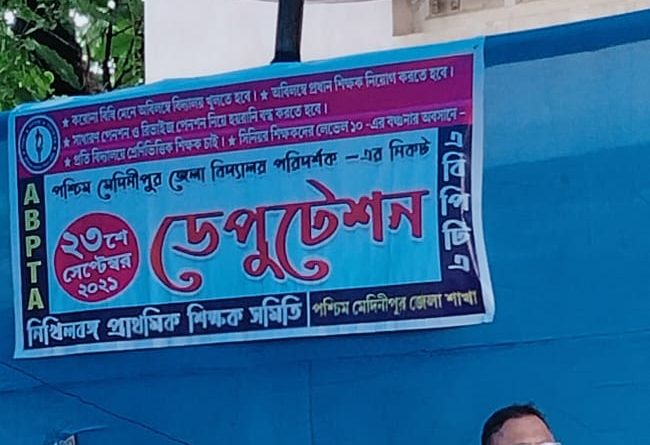 ★ করোনা বিধি মেনে অবিলম্বে বিদ্যালয় খুলতে হবে। ★ অবিলম্বে প্রধান শিক্ষক নিয়োগ করতে হবে।
★ সাধারণ পেনশন ও রিভাইজ পেনশন নিয়ে হয়রানি বন্ধ করতে হবে।
★ প্রতি বিদ্যালয়ে শ্রেণিভিত্তিক শিক্ষক চাই। ★ সিনিয়র শিক্ষকদের লেভেল ১০ -এর বঞ্চনার অবসানে -
পশ্চিম মেদিনীপুর জেলা বিদ্যালয় পরিদর্শক -এর নিকট
ABPTA
২৩শে
সেপ্টেম্বর
২০২১
ডেপুটেশন
এবিপিটিএ
নিখিলবঙ্গ প্রাথমিক শিক্ষক সমিতি পশ্চিম মেদিনীপুর জেলা শাখা